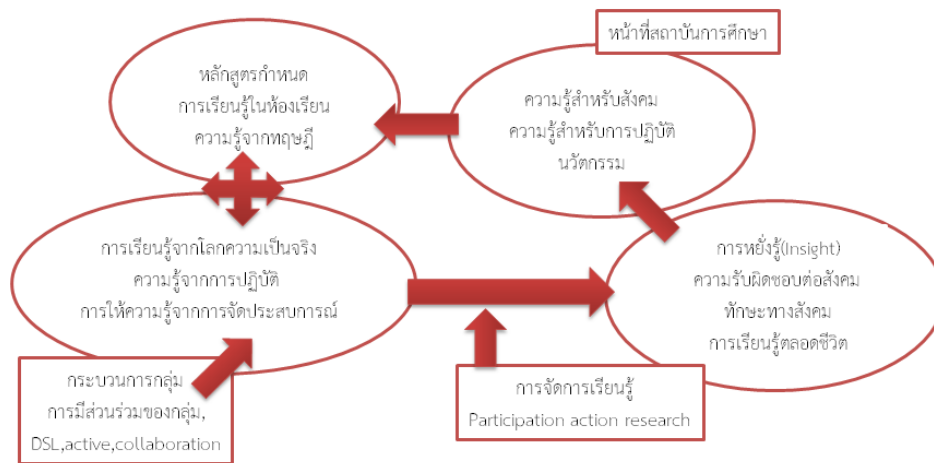 หน้าที่สถาบันการศึกษา
หลักสูตรกำหนด
การเรียนรู้ในห้องเรียน
ความรู้จากทฤษฎี
ความรู้สำหรับสังคม
ความรู้สำหรับการปฏิบัติ
นวัตกรรม
การเรียนรู้จากโลกความเป็นจริง
ความรู้จากการปฏิบัติ
การให้ความรู้จากการจัดประสบการณ์
การหยั่งรู้(Insight)
ความรับผิดชอบต่อสังคม
ทักษะทางสังคม
การเรียนรู้ตลอดชีวิต
กระบวนการกลุ่ม
การมีส่วนร่วมของกลุ่ม,
DSL,active,collaboration
การจัดการเรียนรู้
Participation action research